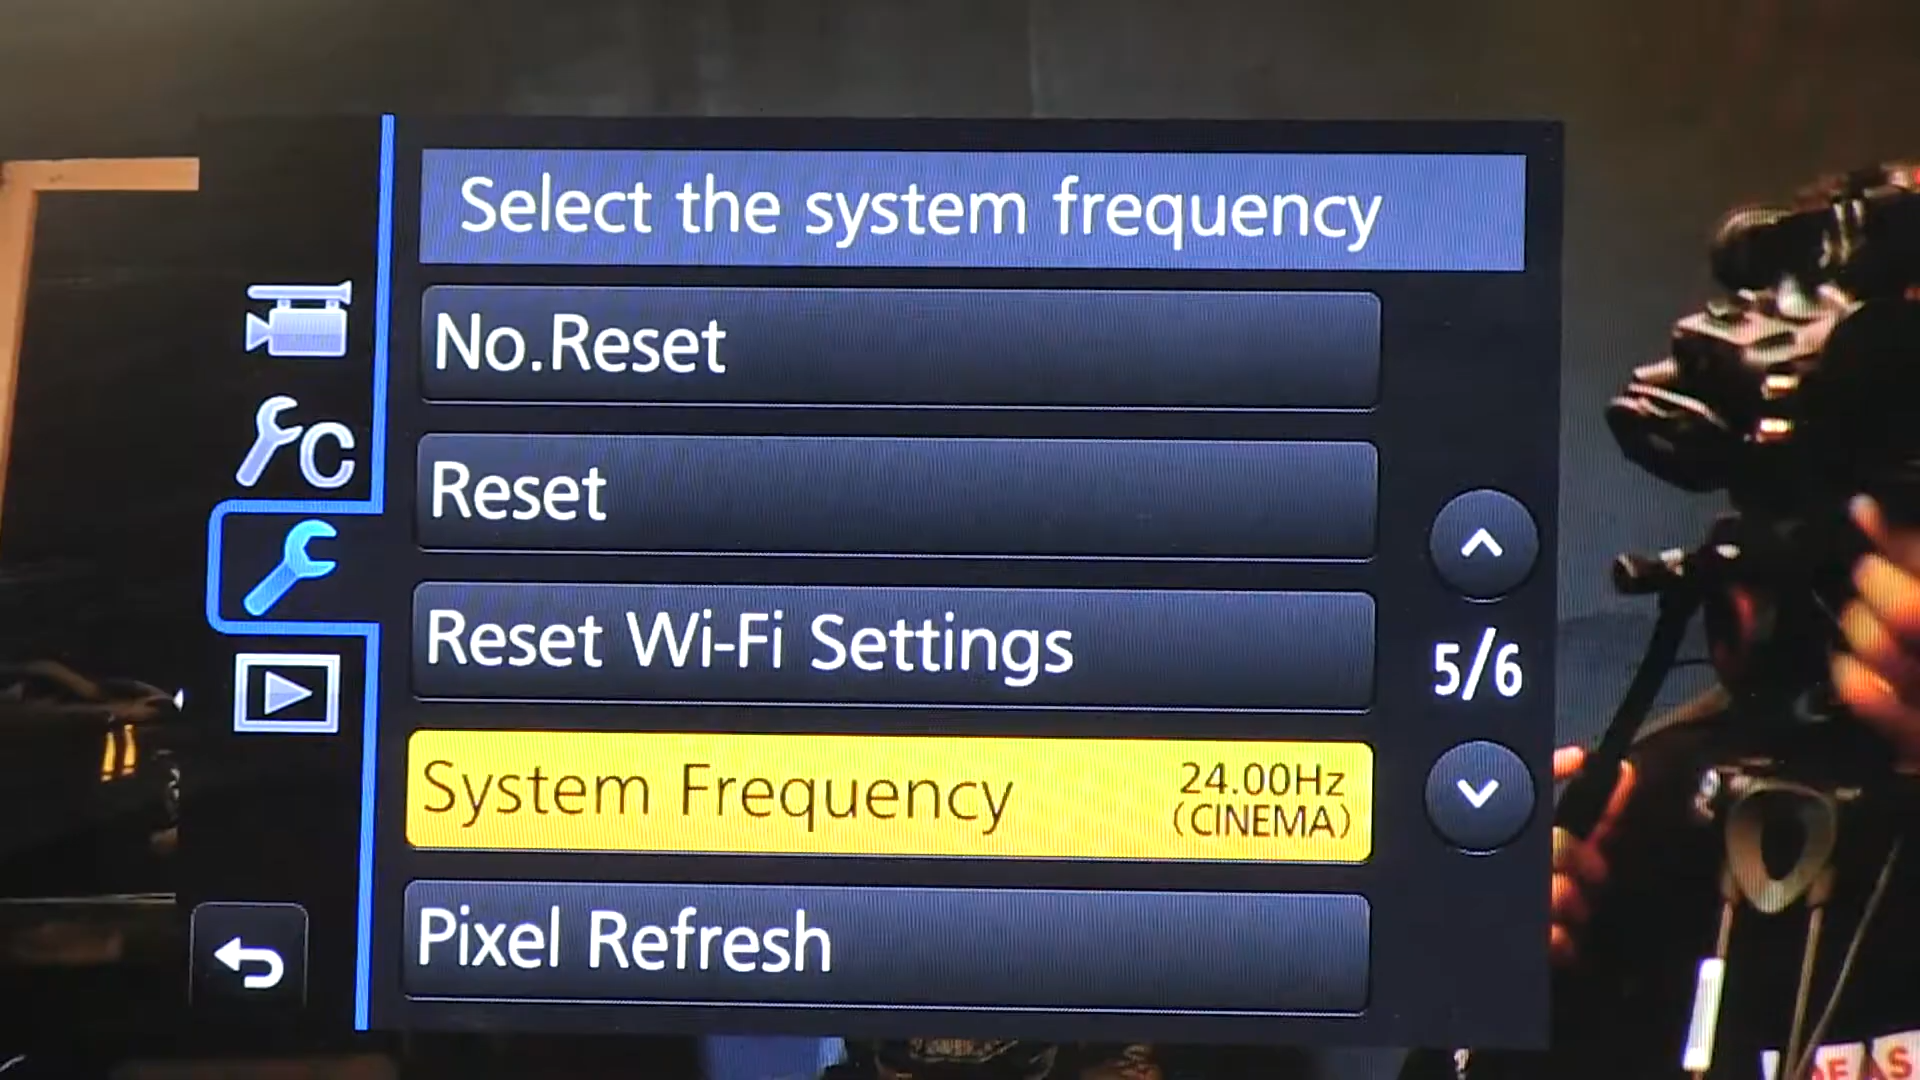 Select the system frequency
No.Reset
C
Reset
Reset Wi-Fi Settings
5/6
System Frequency
24.00Hz
(CINEMA)
Pixel Refresh